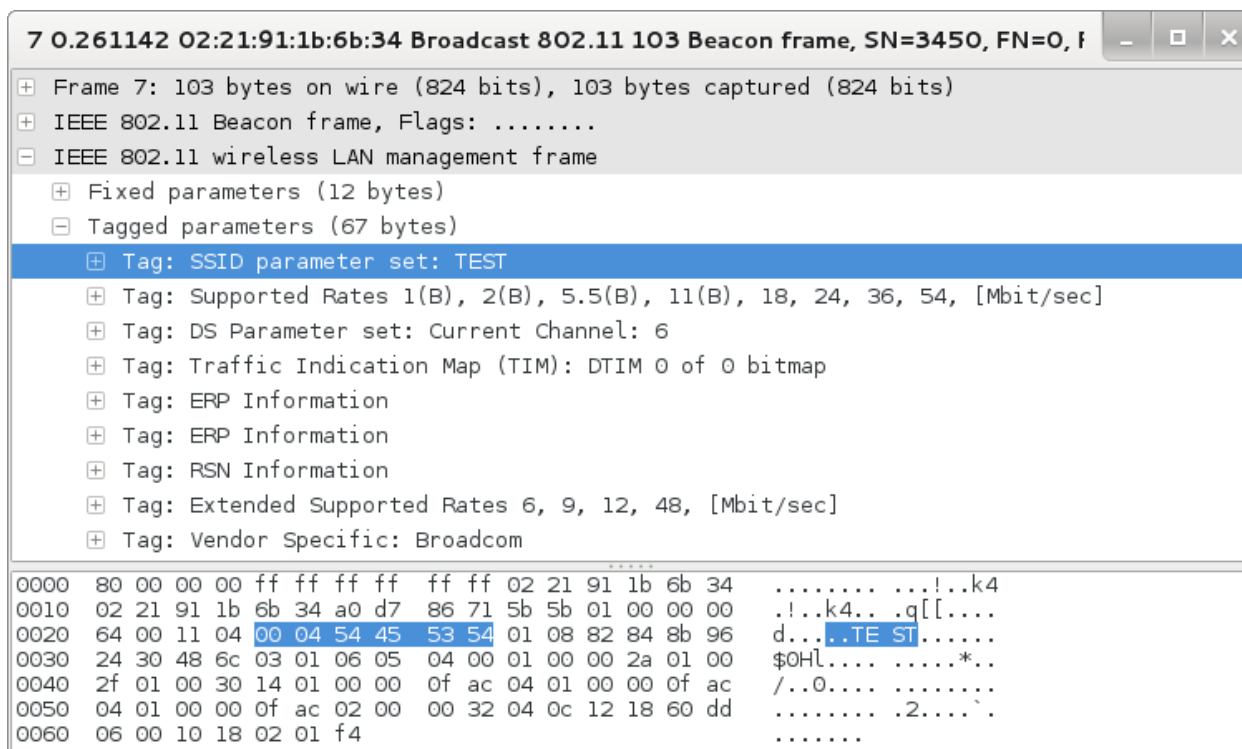 7 0.261142 02:21:91:1b:6b:34 Broadcast 802.11 103 Beacon frame, SN=3450, FN=0, F
Frame 7: 103 bytes on wire (824 bits), 103 bytes captured (824 bits)
IEEE 802.11 Beacon frame, Flags: ........
IEEE 802.11 wireless LAN management frame
Fixed parameters (12 bytes)
Tagged parameters (67 bytes)
Tag: SSID parameter set: TEST
Tag: Supported Rates 1(B), 2(B), 5.5(B), 11(B), 18, 24, 36, 54, [Mbit/sec]
Tag: DS Parameter set: Current Channel: 6
Tag: Traffic Indication Map (TIM): DTIM 0 of 0 bitmap
Tag: ERP Information
Tag: ERP Information
Tag: RSN Information
Tag: Extended Supported Rates 6, 9, 12, 48, [Mbit/sec]
Tag: Vendor Specific: Broadcom
0000 80 00 00 00 ff ff ff ff ff ff 02 21 91 1b 6b 34 ........ ...!..k4
0010 02 21 91 1b 6b 34 a0 d7 86 71 5b 5b 01 00 00 00 .!..k4.. .q[[....
0020 64 00 11 04 00 04 54 45 53 54 01 08 82 84 8b 96 d.....TE ST......
0030 24 30 48 6c 03 01 06 05 04 00 01 00 00 2a 01 00 $0Hl.... .....*..
0040 2f 01 00 30 14 01 00 00 0f ac 04 01 00 00 0f ac /..0.... ........
0050 04 01 00 00 0f ac 02 00 00 32 04 0c 12 18 60 dd ........ .2....`.
0060 06 00 10 18 02 01 f4 .......